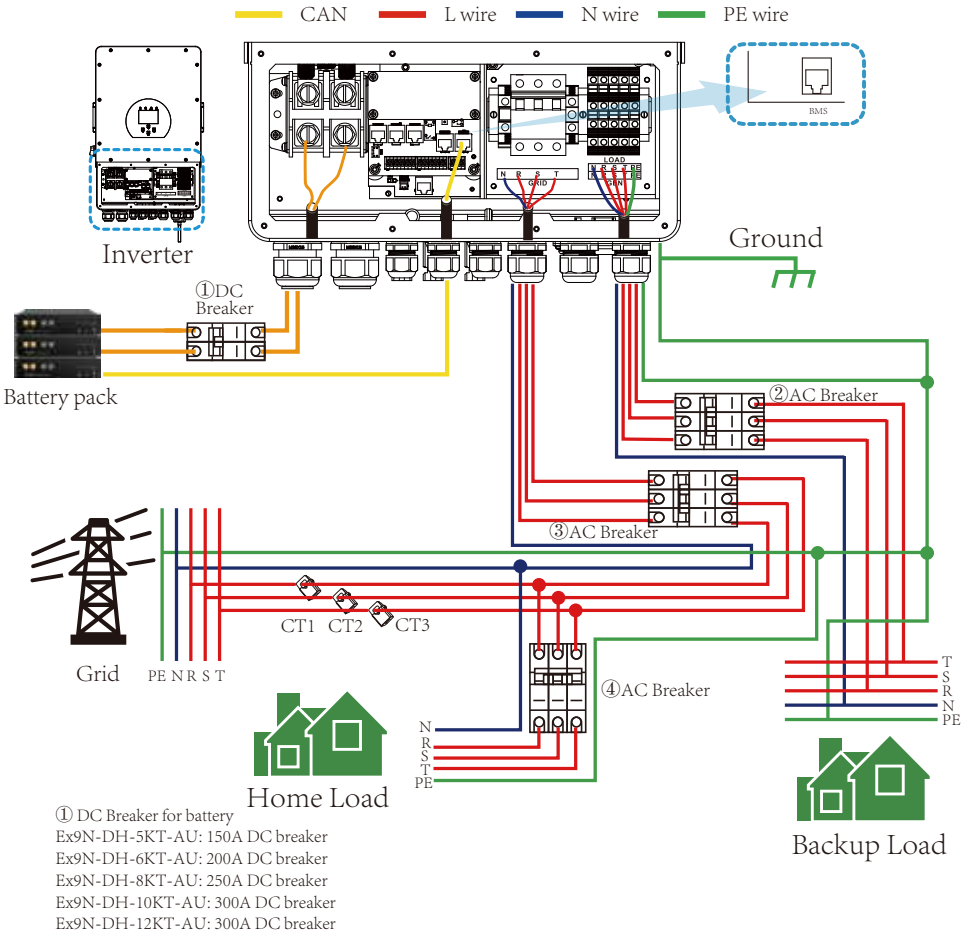 CAN L wire N wire PE wire
BMS
LOAD
N R S T PE
N R S T
GRID
GEN
Inverter
Ground
①DC
Breaker
Battery pack
②AC Breaker
③AC Breaker
CT1 CT2 CT3
Grid
PE N R S T
④AC Breaker
T
S
R
N
PE
N
R
S
T
PE
Home Load
Backup Load
① DC Breaker for battery
Ex9N-DH-5KT-AU: 150A DC breaker
Ex9N-DH-6KT-AU: 200A DC breaker
Ex9N-DH-8KT-AU: 250A DC breaker
Ex9N-DH-10KT-AU: 300A DC breaker
Ex9N-DH-12KT-AU: 300A DC breaker